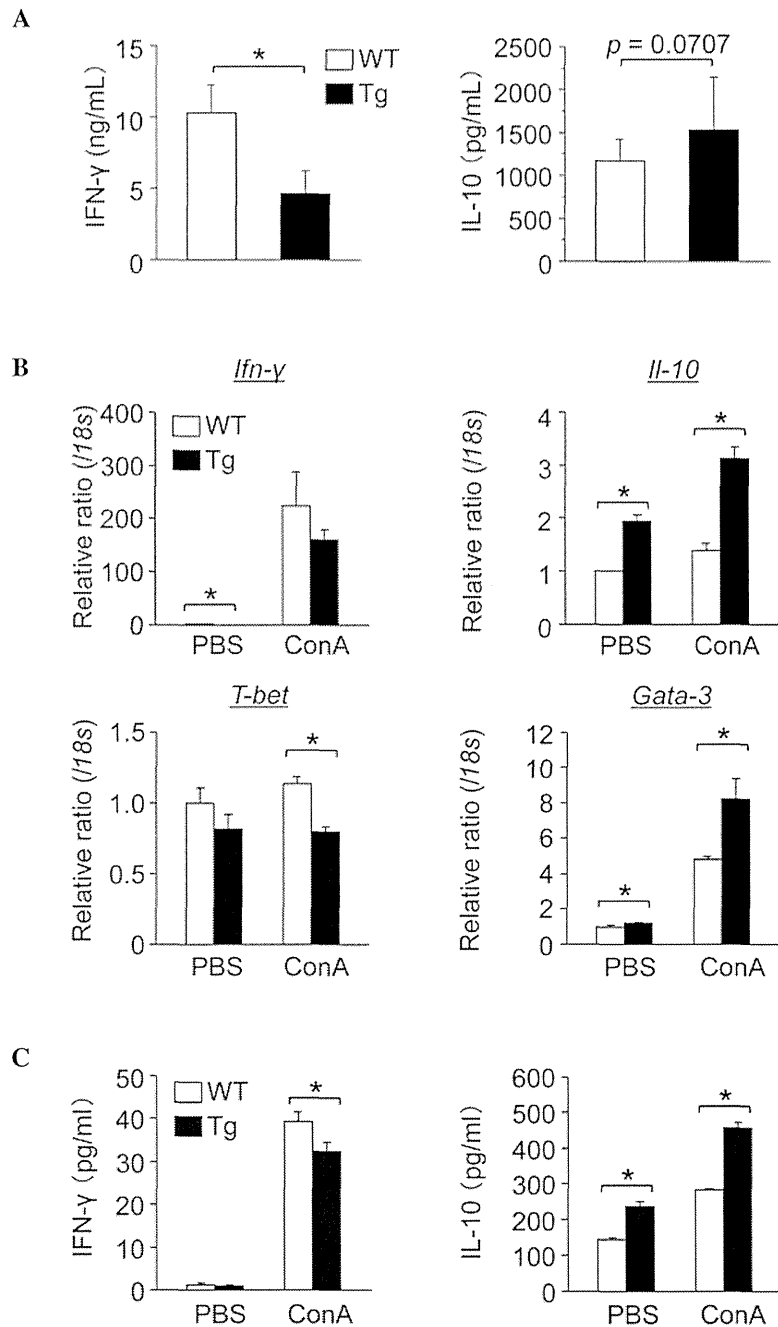 A
IFN-γ (ng/mL)
15
10
5
0
*
WT
Tg
IL-10 (pg/mL)
2500
2000
1500
1000
500
0
p = 0.0707
B
Ifn-γ
Relative ratio (/18s)
400
300
200
100
0
WT
Tg
*
PBS
ConA
Il-10
Relative ratio (/18s)
4
3
2
1
0
*
*
PBS
ConA
T-bet
Relative ratio (/18s)
1.5
1.0
0.5
0
*
PBS
ConA
Gata-3
Relative ratio (/18s)
12
10
8
6
4
2
0
*
*
PBS
ConA
C
IFN-γ (pg/ml)
50
40
30
20
10
0
WT
Tg
*
PBS
ConA
IL-10 (pg/ml)
600
500
400
300
200
100
0
*
*
PBS
ConA